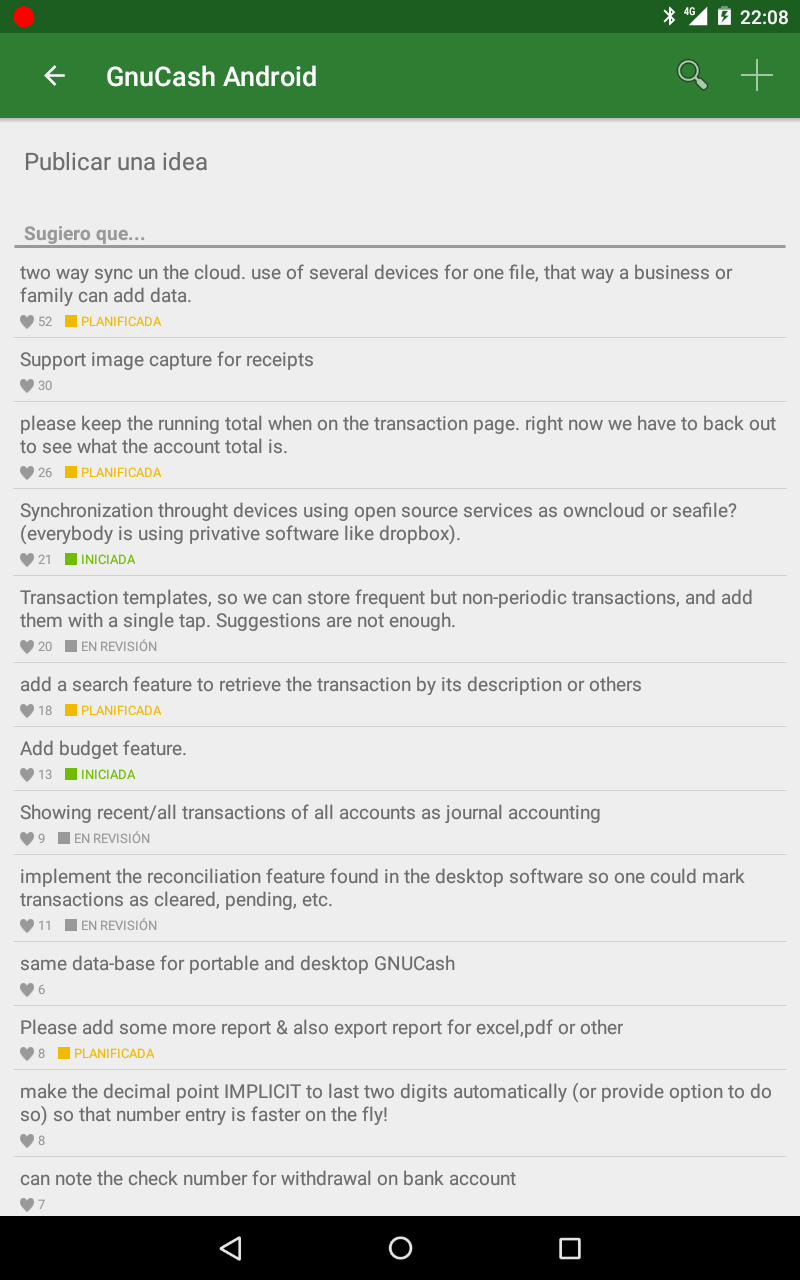 4G 22:08
GnuCash Android
Publicar una idea
Sugiero que...
two way sync un the cloud. use of several devices for one file, that way a business or
family can add data.
52 PLANIFICADA
Support image capture for receipts
30
please keep the running total when on the transaction page. right now we have to back out
to see what the account total is.
26 PLANIFICADA
Synchronization throught devices using open source services as owncloud or seafile?
(everybody is using privative software like dropbox).
21 INICIADA
Transaction templates, so we can store frequent but non-periodic transactions, and add
them with a single tap. Suggestions are not enough.
20 EN REVISIÓN
add a search feature to retrieve the transaction by its description or others
18 PLANIFICADA
Add budget feature.
13 INICIADA
Showing recent/all transactions of all accounts as journal accounting
9 EN REVISIÓN
implement the reconciliation feature found in the desktop software so one could mark
transactions as cleared, pending, etc.
11 EN REVISIÓN
same data-base for portable and desktop GNUCash
6
Please add some more report & also export report for excel,pdf or other
8 PLANIFICADA
make the decimal point IMPLICIT to last two digits automatically (or provide option to do
so) so that number entry is faster on the fly!
8
can note the check number for withdrawal on bank account
7